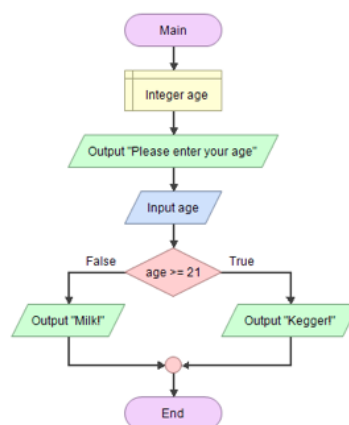 Main
Integer age
Output "Please enter your age"
Input age
False
True
age >= 21
Output "Milk!"
Output "Kegger!"
End